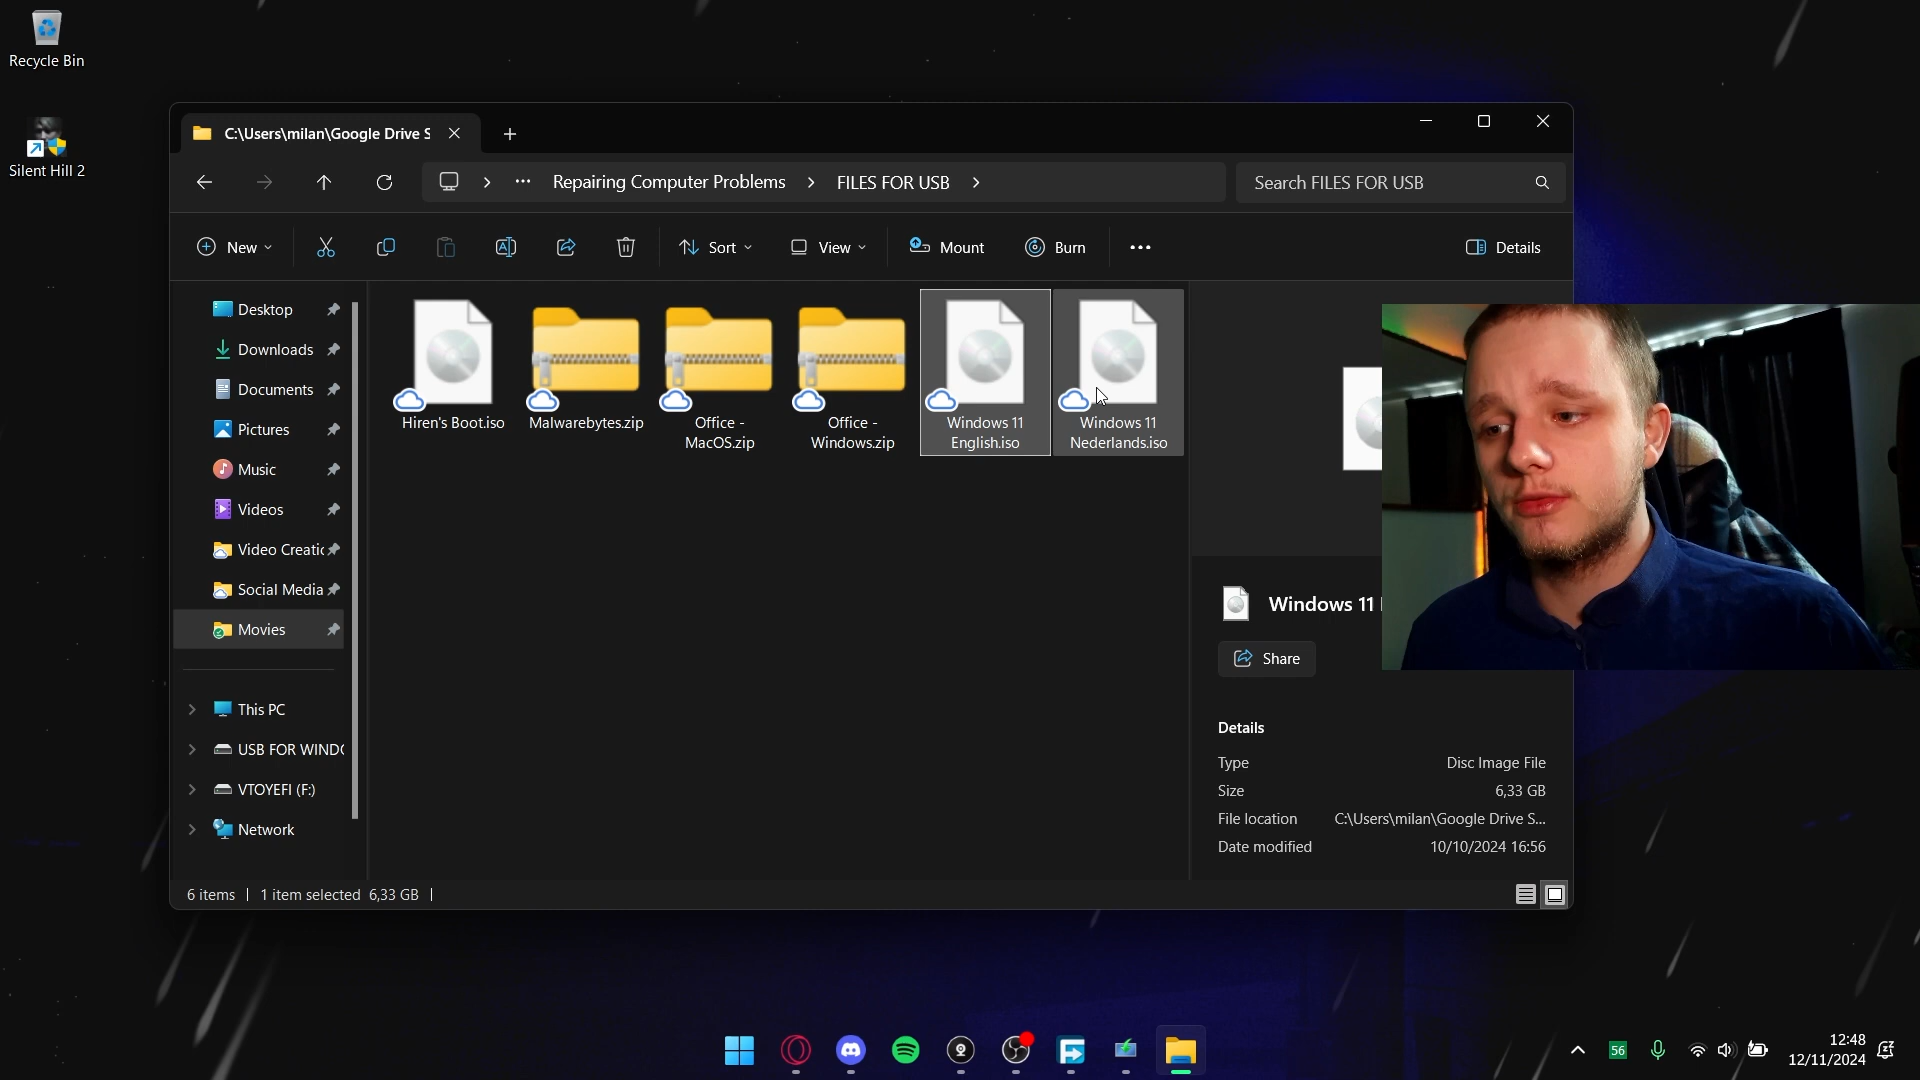 Recycle Bin
Silent Hill 2
C:\Users\milan\Google Drive S
Repairing Computer Problems
FILES FOR USB
Search FILES FOR USB
New
Sort
View
Mount
Burn
Details
Desktop
Downloads
Documents
Pictures
Music
Videos
Video Creatic
Social Media
Movies
This PC
USB FOR WIND
VTOYEFI (F:)
Network
Hiren's Boot.iso
Malwarebytes.zip
Office -
MacOS.zip
Office -
Windows.zip
Windows 11
English.iso
Windows 11
Nederlands.iso
Windows 11
Share
Details
Type
Disc Image File
Size
6,33 GB
File location
C:\Users\milan\Google Drive S...
Date modified
10/10/2024 16:56
6 items
1 item selected 6,33 GB
56
12:48
12/11/2024